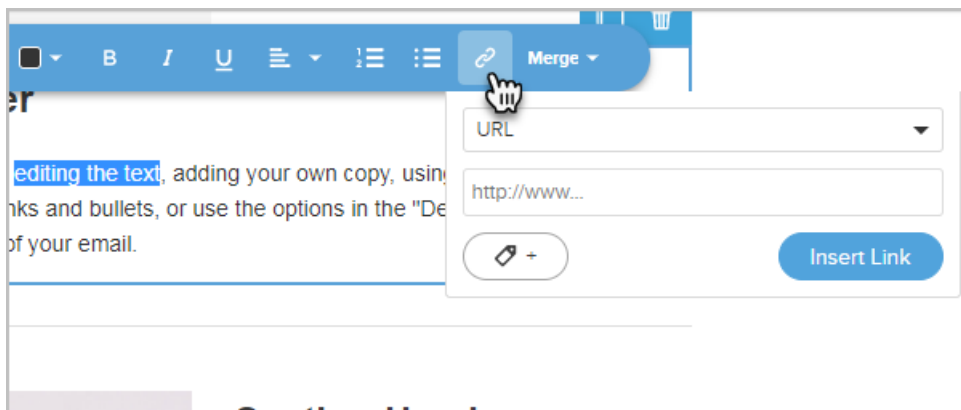 B I U Merge
er
URL
editing the text, adding your own copy, using
http://www...
nks and bullets, or use the options in the "De
of your email.
+ Insert Link